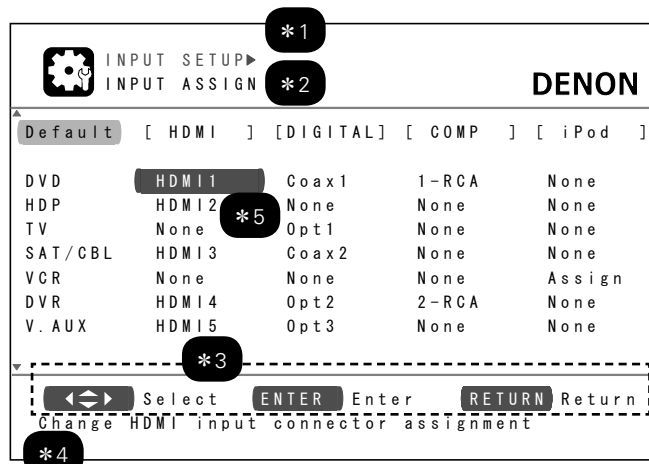 *1
INPUT SETUP▶
INPUT ASSIGN *2 DENON
Default [ HDMI ] [DIGITAL] [ COMP ] [ iPod ]
DVD HDMI1 Coax1 1-RCA None
HDP HDMI2 None None None
*5
TV None Opt1 None None
SAT/CBL HDMI3 Coax2 None None
VCR None None None Assign
DVR HDMI4 Opt2 2-RCA None
V.AUX HDMI5 Opt3 None None
*3
Select ENTER Enter RETURN Return
Change HDMI input connector assignment
*4